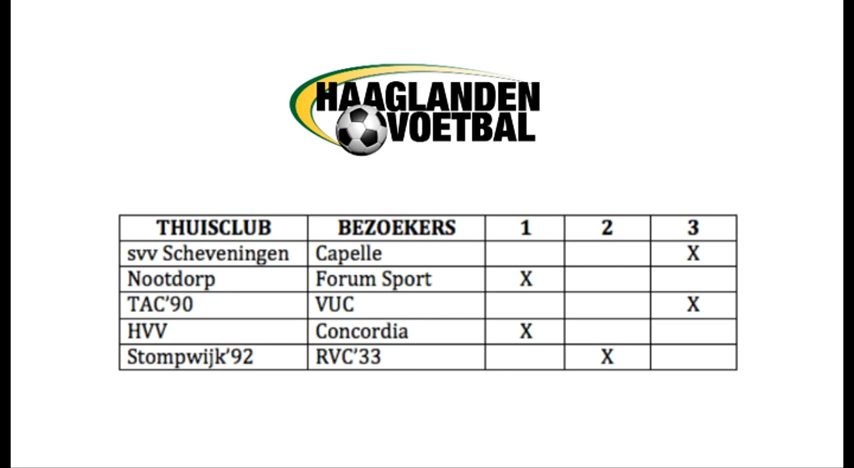 HAAGLANDEN
VOETBAL
THUISCLUB BEZOEKERS 1 2 3
svv Scheveningen Capelle X
Nootdorp Forum Sport X
TAC'90 VUC X
HVV Concordia X
Stompwijk'92 RVC'33 X